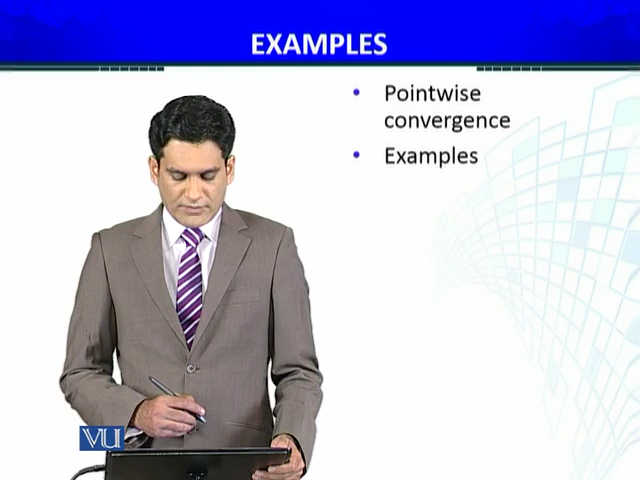 EXAMPLES
• Pointwise
convergence
• Examples
VU